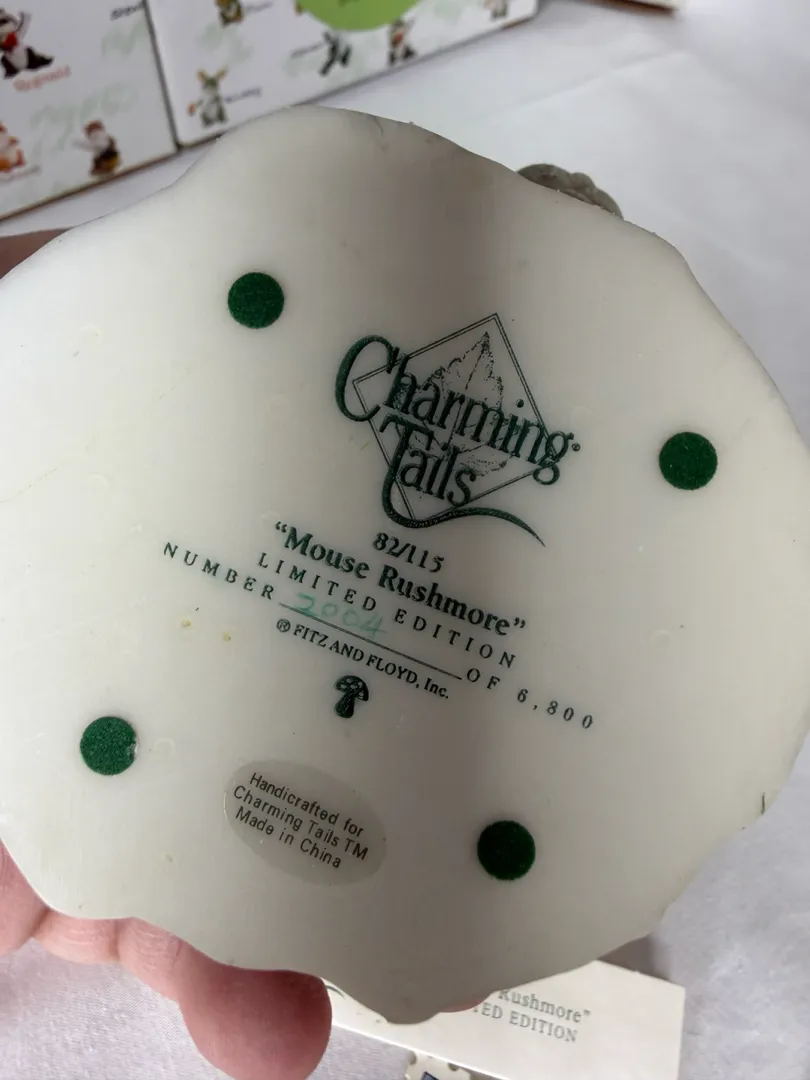 Charming
Tails
82/115
"Mouse Rushmore"
LIMITED EDITION
NUMBER 2004 OF 6,800
® FITZ AND FLOYD, Inc.
Handicrafted for
Charming Tails TM
Made in China
Rushmore"
EDITION